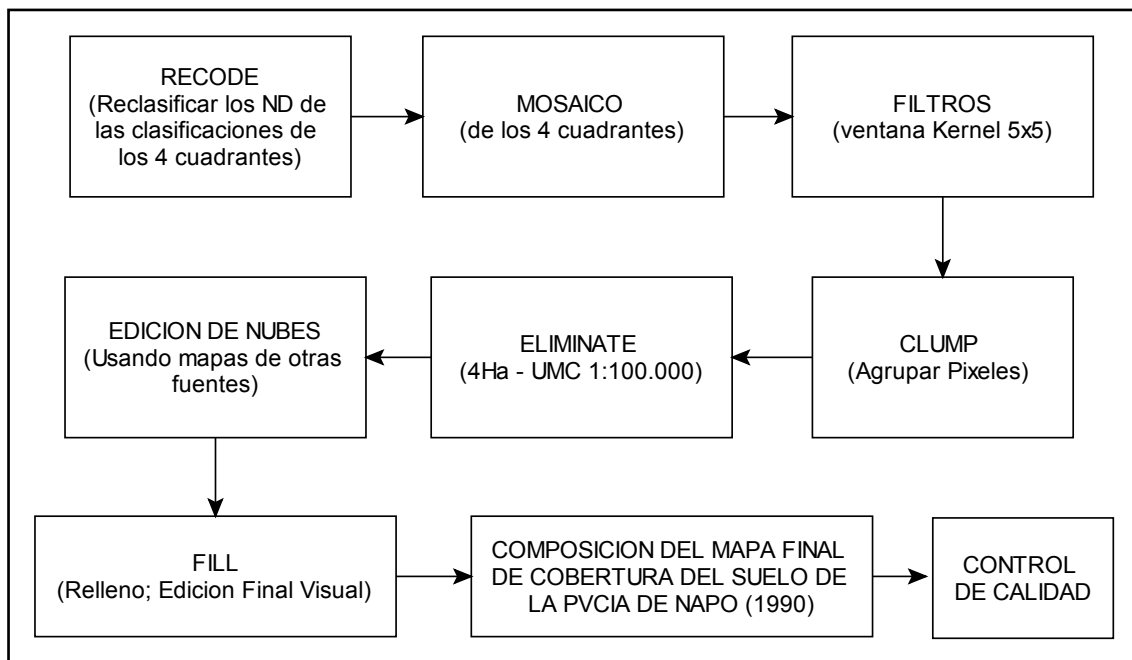 RECODE
(Reclasificar los ND de
las clasificaciones de
los 4 cuadrantes)
MOSAICO
(de los 4 cuadrantes)
FILTROS
(ventana Kernel 5x5)
CLUMP
(Agrupar Pixeles)
ELIMINATE
(4Ha - UMC 1:100.000)
EDICION DE NUBES
(Usando mapas de otras
fuentes)
FILL
(Relleno; Edicion Final Visual)
COMPOSICION DEL MAPA FINAL
DE COBERTURA DEL SUELO DE
LA PVCIA DE NAPO (1990)
CONTROL
DE CALIDAD